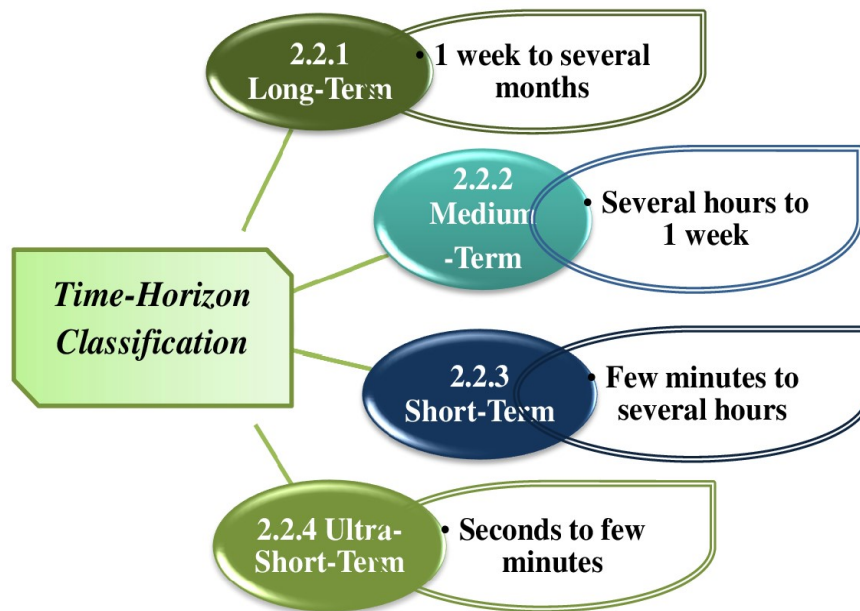 2.2.1
Long-Term
• 1 week to several
months
2.2.2
Medium
-Term
• Several hours to
1 week
Time-Horizon
Classification
2.2.3
Short-Term
• Few minutes to
several hours
2.2.4 Ultra-
Short-Term
• Seconds to few
minutes